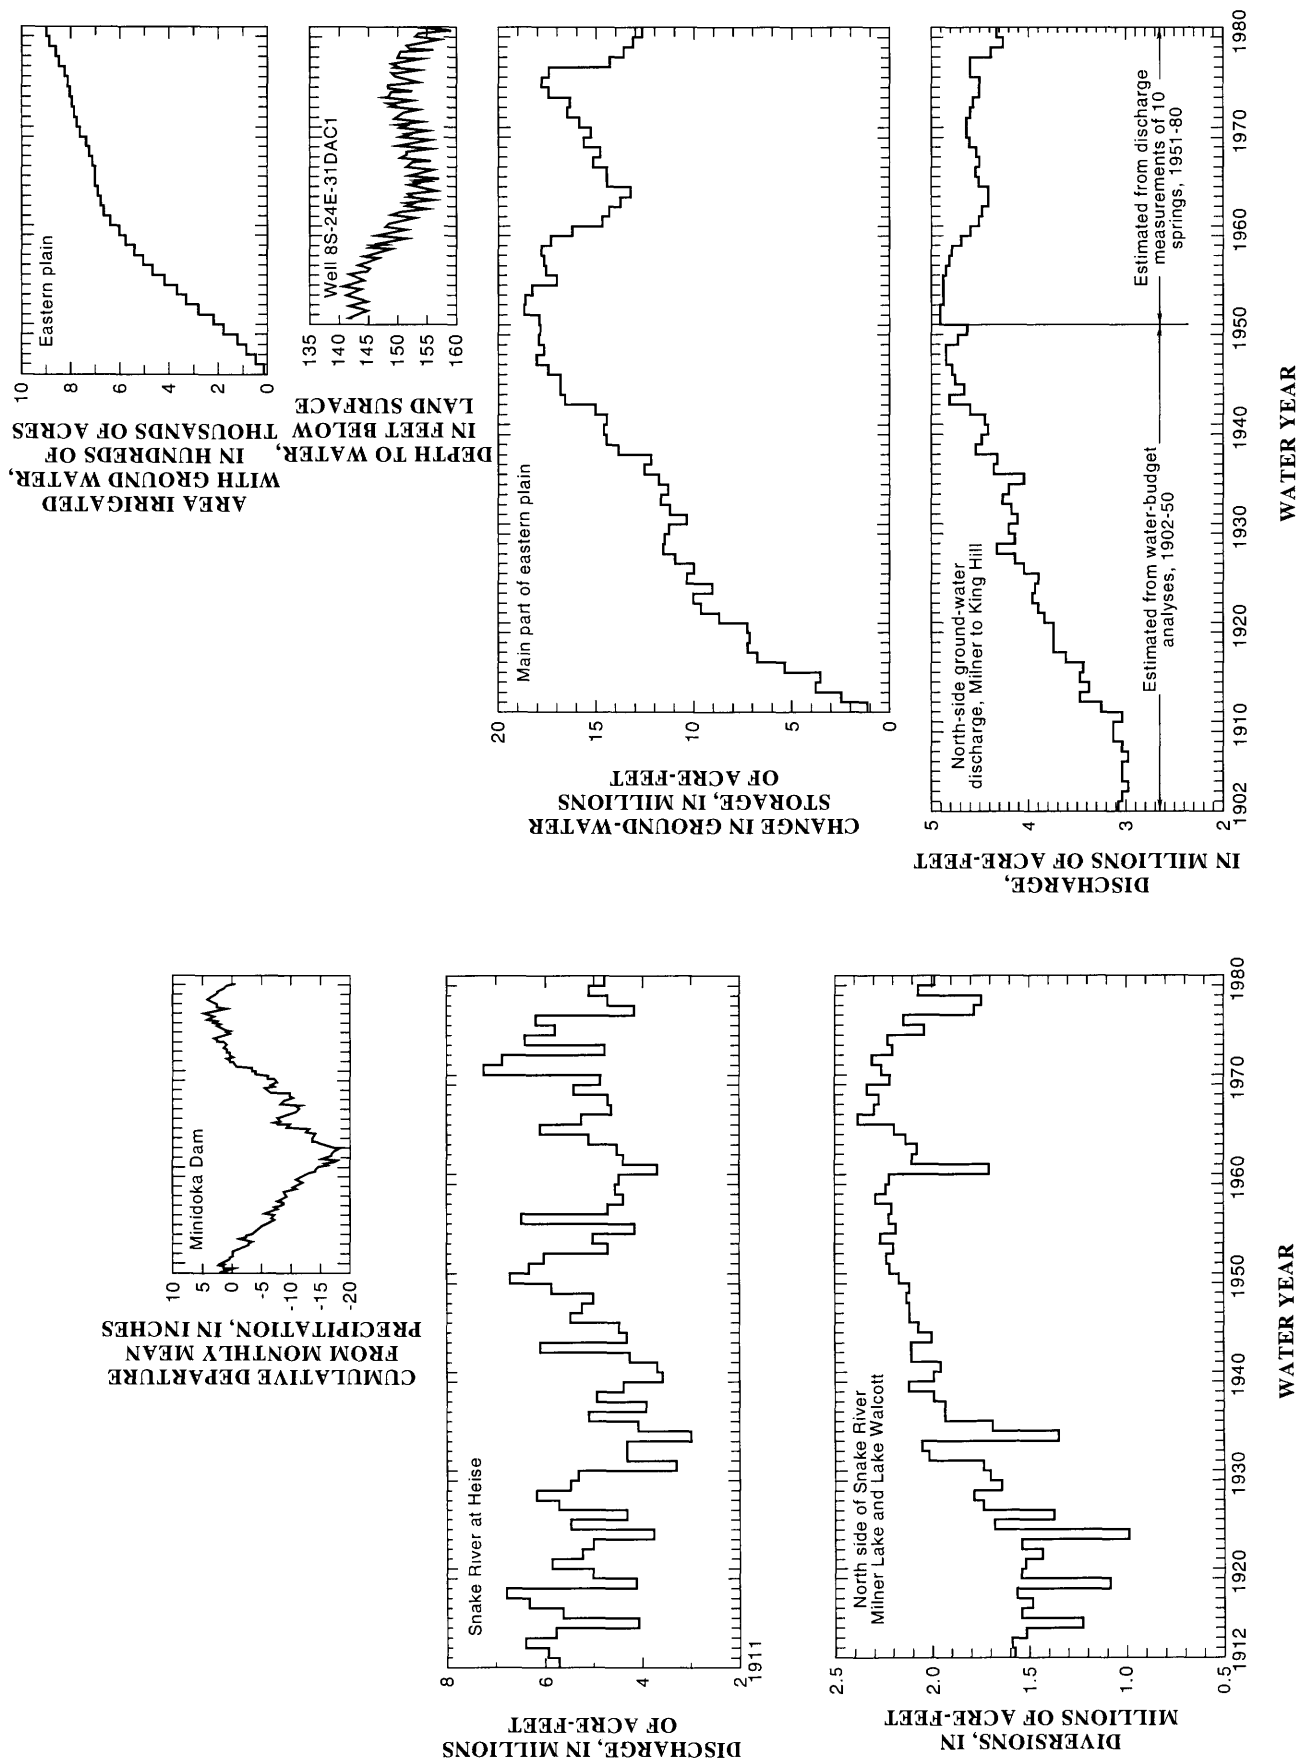 CUMULATIVE DEPARTURE
FROM MONTHLY MEAN
PRECIPITATION, IN INCHES
10
5
0
-5
-10
-15
-20
Minidoka Dam
DISCHARGE, IN MILLIONS
OF ACRE-FEET
8
6
4
2
1911
Snake River at Heise
DIVERSIONS, IN
MILLIONS OF ACRE-FEET
2.5
2.0
1.5
1.0
0.5
North side of Snake River
Milner Lake and Lake Walcott
1912
1920
1930
1940
1950
1960
1970
1980
WATER YEAR
AREA IRRIGATED
WITH GROUND WATER,
IN HUNDREDS OF
THOUSANDS OF ACRES
10
8
6
4
2
0
Eastern plain
DEPTH TO WATER,
IN FEET BELOW
LAND SURFACE
135
140
145
150
155
160
Well 8S-24E-31DAC1
CHANGE IN GROUND-WATER
STORAGE, IN MILLIONS
OF ACRE-FEET
20
15
10
5
0
Main part of eastern plain
DISCHARGE,
IN MILLIONS OF ACRE-FEET
5
4
3
2
North-side ground-water
discharge, Milner to King Hill
Estimated from water-budget
analyses, 1902-50
Estimated from discharge
measurements of 10
springs, 1951-80
1902
1910
1920
1930
1940
1950
1960
1970
1980
WATER YEAR